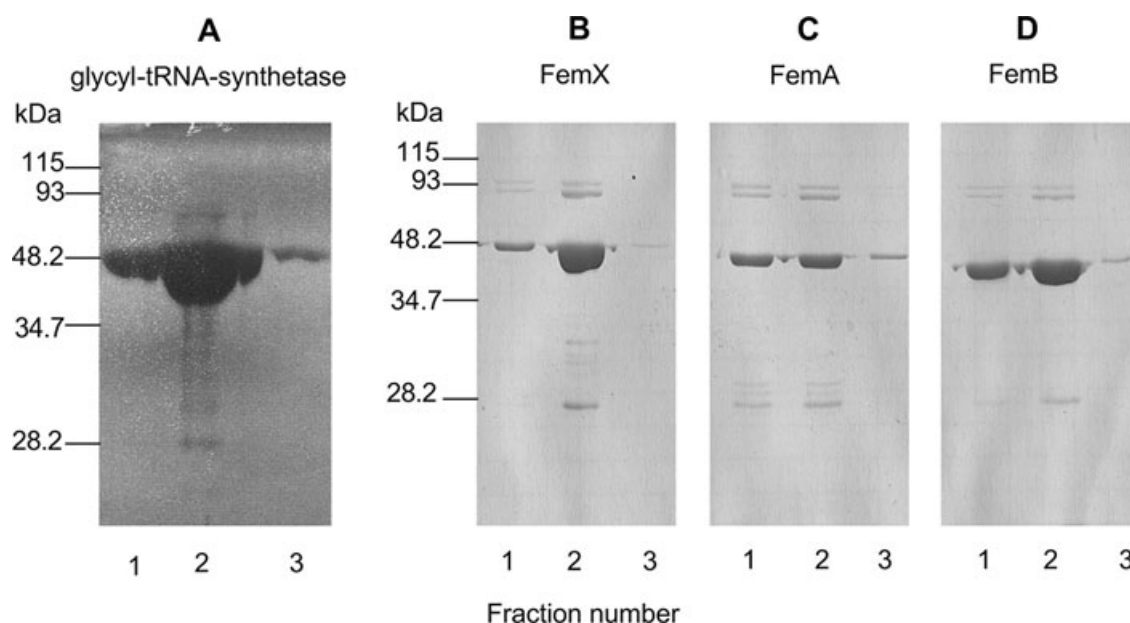 A B C D
glycyl-tRNA-synthetase FemX FemA FemB
kDa kDa
115 115
93 93
48.2 48.2
34.7 34.7
28.2 28.2
1 2 3 1 2 3 1 2 3 1 2 3
Fraction number